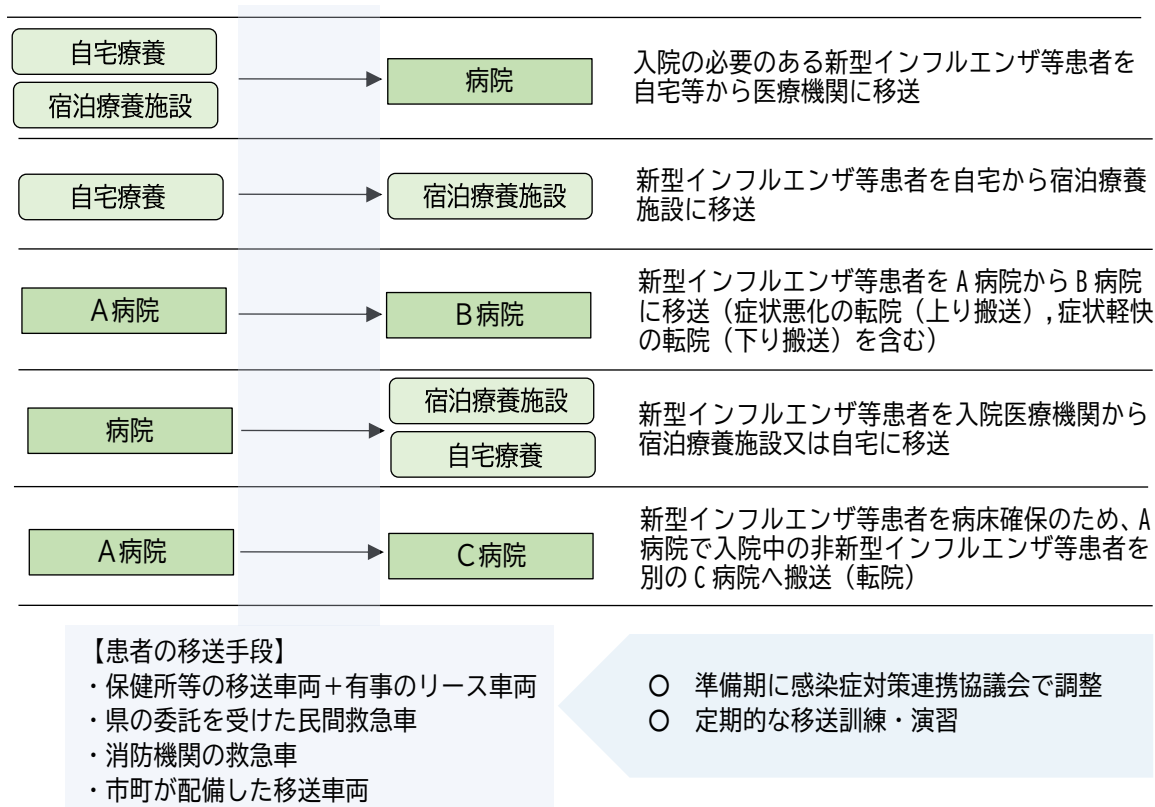 自宅療養
宿泊療養施設
病院
入院の必要のある新型インフルエンザ等患者を
自宅等から医療機関に移送
自宅療養
宿泊療養施設
新型インフルエンザ等患者を自宅から宿泊療養
施設に移送
A病院
B病院
新型インフルエンザ等患者を A 病院から B 病院
に移送（症状悪化の転院（上り搬送）,症状軽快
の転院（下り搬送）を含む）
病院
宿泊療養施設
自宅療養
新型インフルエンザ等患者を入院医療機関から
宿泊療養施設又は自宅に移送
A病院
C病院
新型インフルエンザ等患者を病床確保のため、A
病院で入院中の非新型インフルエンザ等患者を
別の C 病院へ搬送（転院）
【患者の移送手段】
・保健所等の移送車両＋有事のリース車両
・県の委託を受けた民間救急車
・消防機関の救急車
・市町が配備した移送車両
○　準備期に感染症対策連携協議会で調整
○　定期的な移送訓練・演習